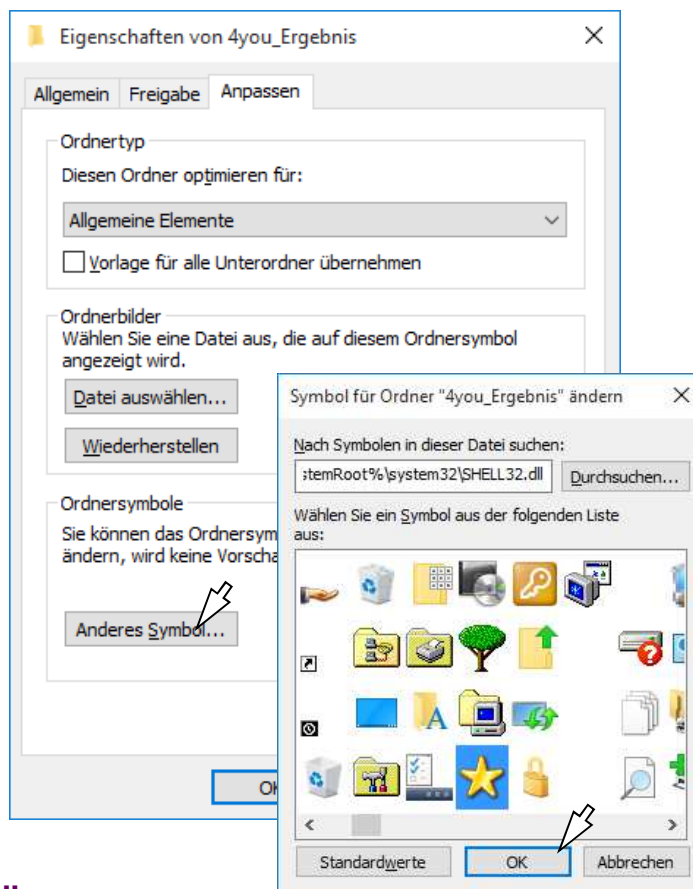 Eigenschaften von 4you_Ergebnis
Allgemein Freigabe Anpassen
Ordnertyp
Diesen Ordner optimieren für:
Allgemeine Elemente
Vorlage für alle Unterordner übernehmen
Ordnerbilder
Wählen Sie eine Datei aus, die auf diesem Ordnersymbol
angezeigt wird.
Datei auswählen...
Wiederherstellen
Ordnersymbole
Sie können das Ordnersym
ändern, wird keine Vorscha
Anderes Symbol...
OK
Symbol für Ordner "4you_Ergebnis" ändern
Nach Symbolen in dieser Datei suchen:
stemRoot%\system32\SHELL32.dll Durchsuchen...
Wählen Sie ein Symbol aus der folgenden Liste
aus:
A
Standardwerte OK Abbrechen